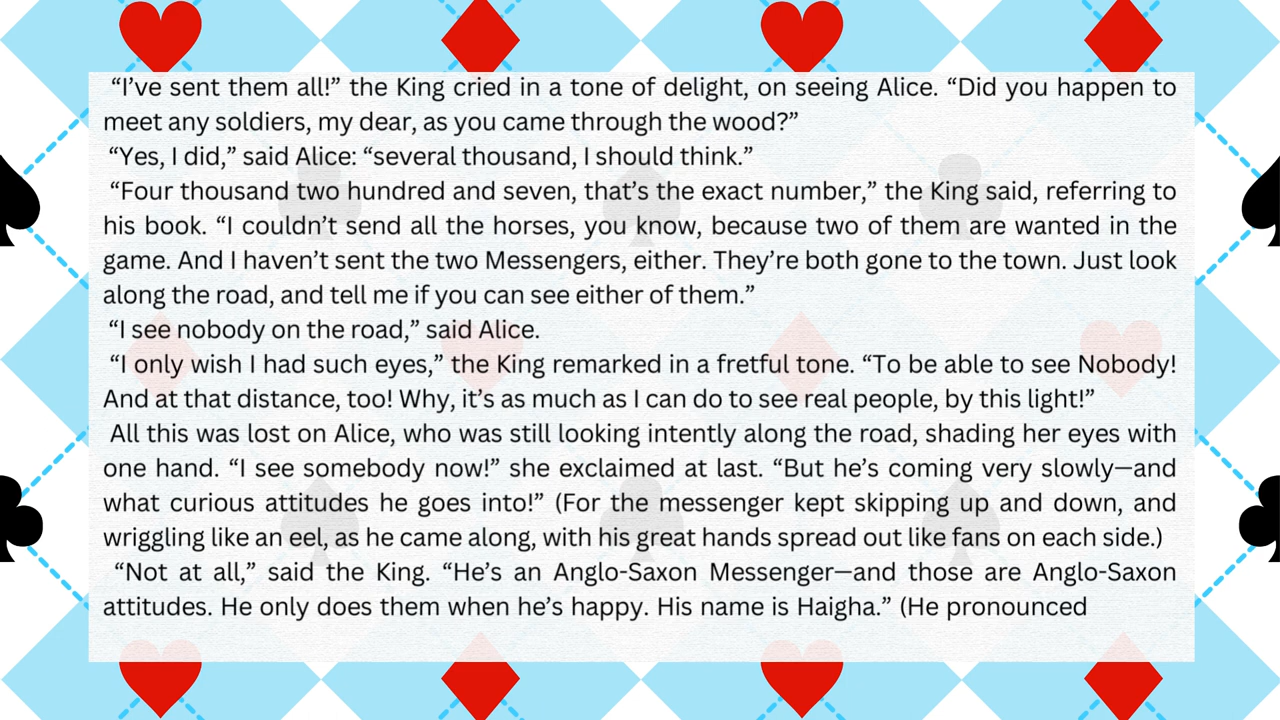 “I’ve sent them all!” the King cried in a tone of delight, on seeing Alice. “Did you happen to
meet any soldiers, my dear, as you came through the wood?”
“Yes, I did,” said Alice: “several thousand, I should think.”
“Four thousand two hundred and seven, that’s the exact number,” the King said, referring to
his book. “I couldn’t send all the horses, you know, because two of them are wanted in the
game. And I haven’t sent the two Messengers, either. They’re both gone to the town. Just look
along the road, and tell me if you can see either of them.”
“I see nobody on the road,” said Alice.
“I only wish I had such eyes,” the King remarked in a fretful tone. “To be able to see Nobody!
And at that distance, too! Why, it’s as much as I can do to see real people, by this light!”
All this was lost on Alice, who was still looking intently along the road, shading her eyes with
one hand. “I see somebody now!” she exclaimed at last. “But he’s coming very slowly—and
what curious attitudes he goes into!” (For the messenger kept skipping up and down, and
wriggling like an eel, as he came along, with his great hands spread out like fans on each side.)
“Not at all,” said the King. “He’s an Anglo-Saxon Messenger—and those are Anglo-Saxon
attitudes. He only does them when he’s happy. His name is Haigha.” (He pronounced